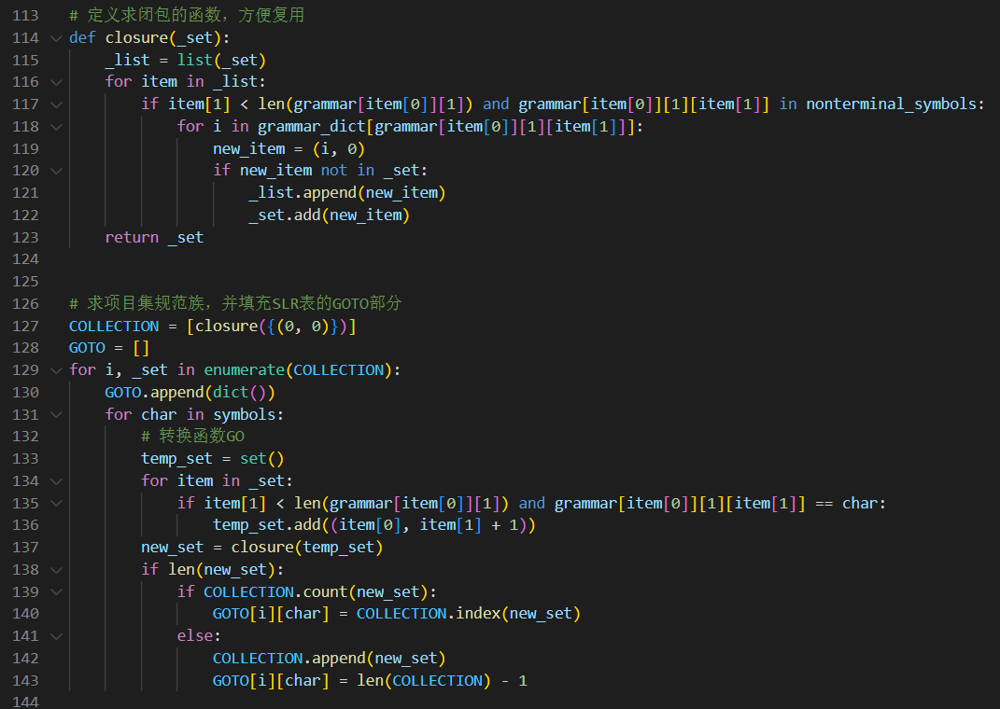 113 # 定义求闭包的函数，方便复用
114 def closure(_set):
115     _list = list(_set)
116     for item in _list:
117         if item[1] < len(grammar[item[0]][1]) and grammar[item[0]][1][item[1]] in nonterminal_symbols:
118             for i in grammar_dict[grammar[item[0]][1][item[1]]]:
119                 new_item = (i, 0)
120                 if new_item not in _set:
121                     _list.append(new_item)
122                     _set.add(new_item)
123     return _set
124
125
126 # 求项目集规范族，并填充SLR表的GOTO部分
127 COLLECTION = [closure({(0, 0)})]
128 GOTO = []
129 for i, _set in enumerate(COLLECTION):
130     GOTO.append(dict())
131     for char in symbols:
132         # 转换函数GO
133         temp_set = set()
134         for item in _set:
135             if item[1] < len(grammar[item[0]][1]) and grammar[item[0]][1][item[1]] == char:
136                 temp_set.add((item[0], item[1] + 1))
137         new_set = closure(temp_set)
138         if len(new_set):
139             if COLLECTION.count(new_set):
140                 GOTO[i][char] = COLLECTION.index(new_set)
141             else:
142                 COLLECTION.append(new_set)
143                 GOTO[i][char] = len(COLLECTION) - 1
144